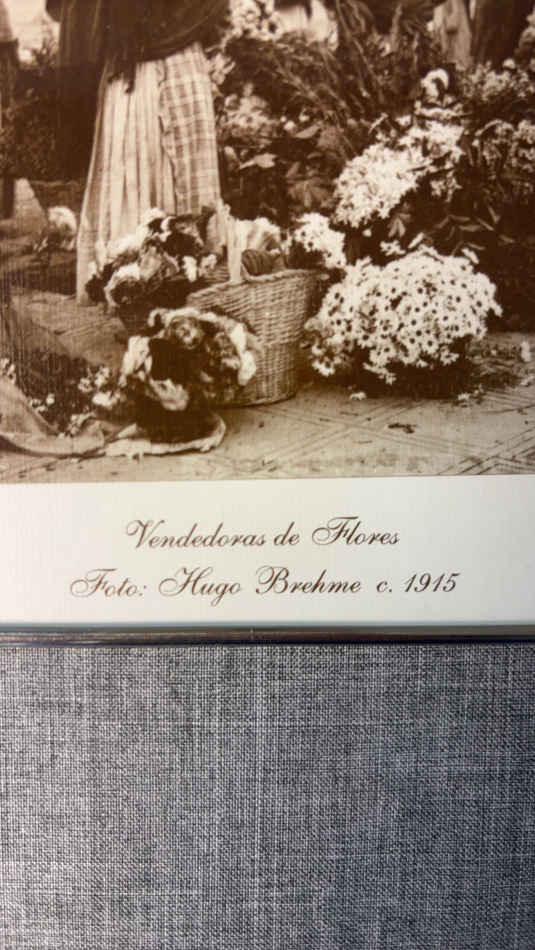 Vendedoras de Flores
Foto: Hugo Brehme c. 1915